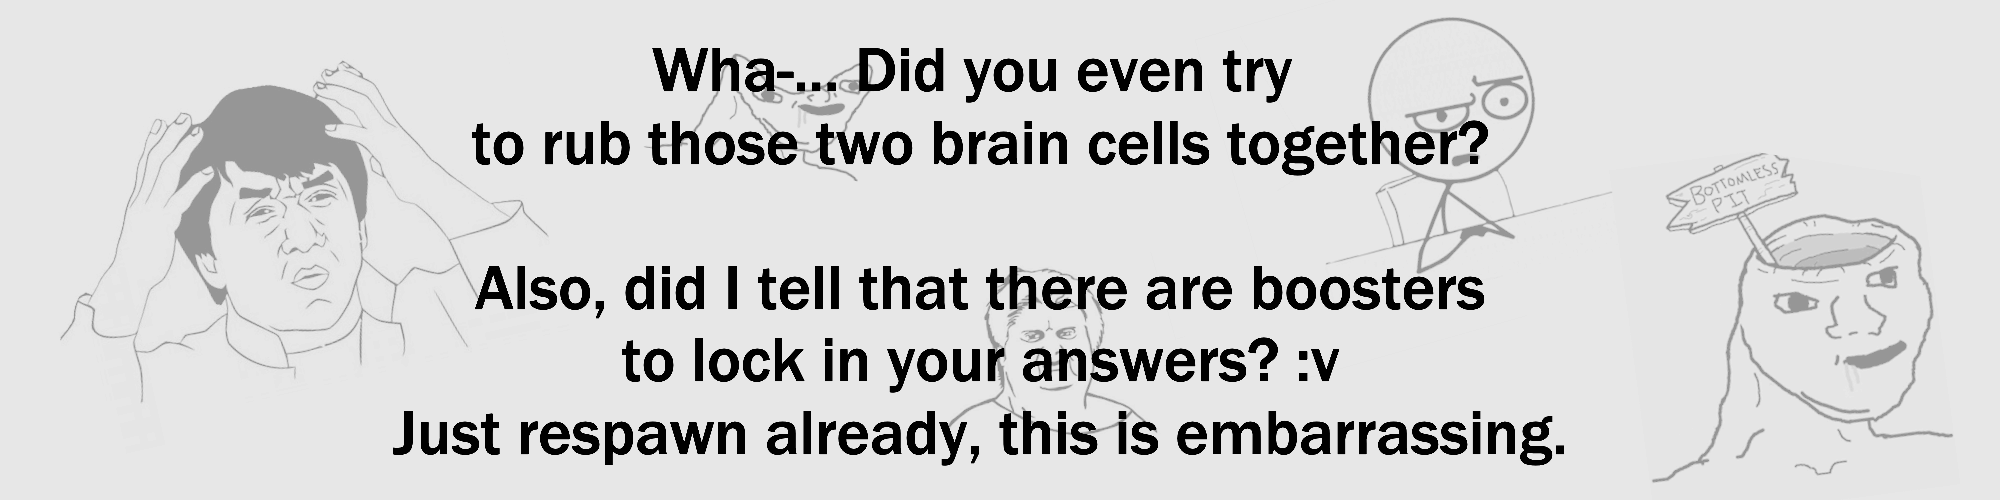 Wha-... Did you even try
to rub those two brain cells together?
BOTTOMLESS
PIT
Also, did I tell that there are boosters
to lock in your answers? :v
Just respawn already, this is embarrassing.